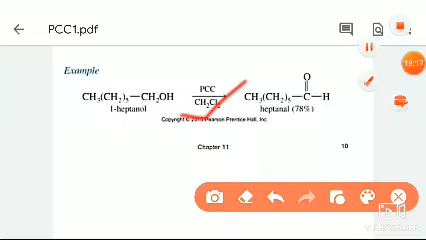 PCC1.pdf
18:17
Example
O
CH3(CH2)5—CH2OH PCC CH2Cl2 CH3(CH2)5—C—H
1-heptanol heptanal (78%)
Copyright © 2010 Pearson Prentice Hall, Inc.
Chapter 11 10